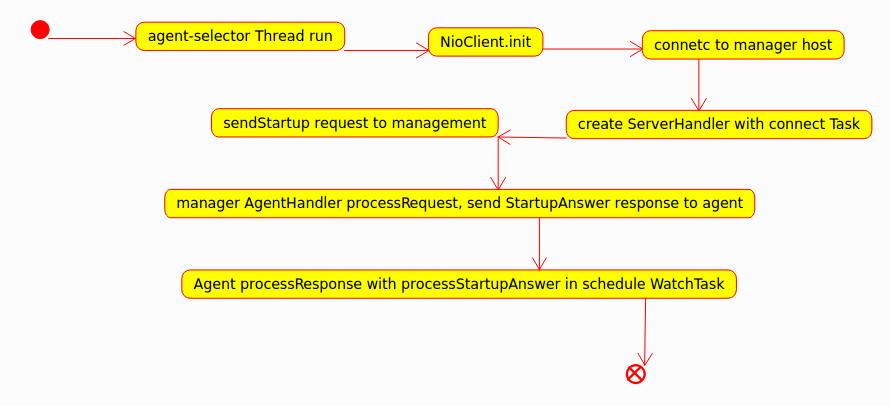 agent-selector Thread run
NioClient.init
connetc to manager host
create ServerHandler with connect Task
sendStartup request to management
manager AgentHandler processRequest, send StartupAnswer response to agent
Agent processResponse with processStartupAnswer in schedule WatchTask